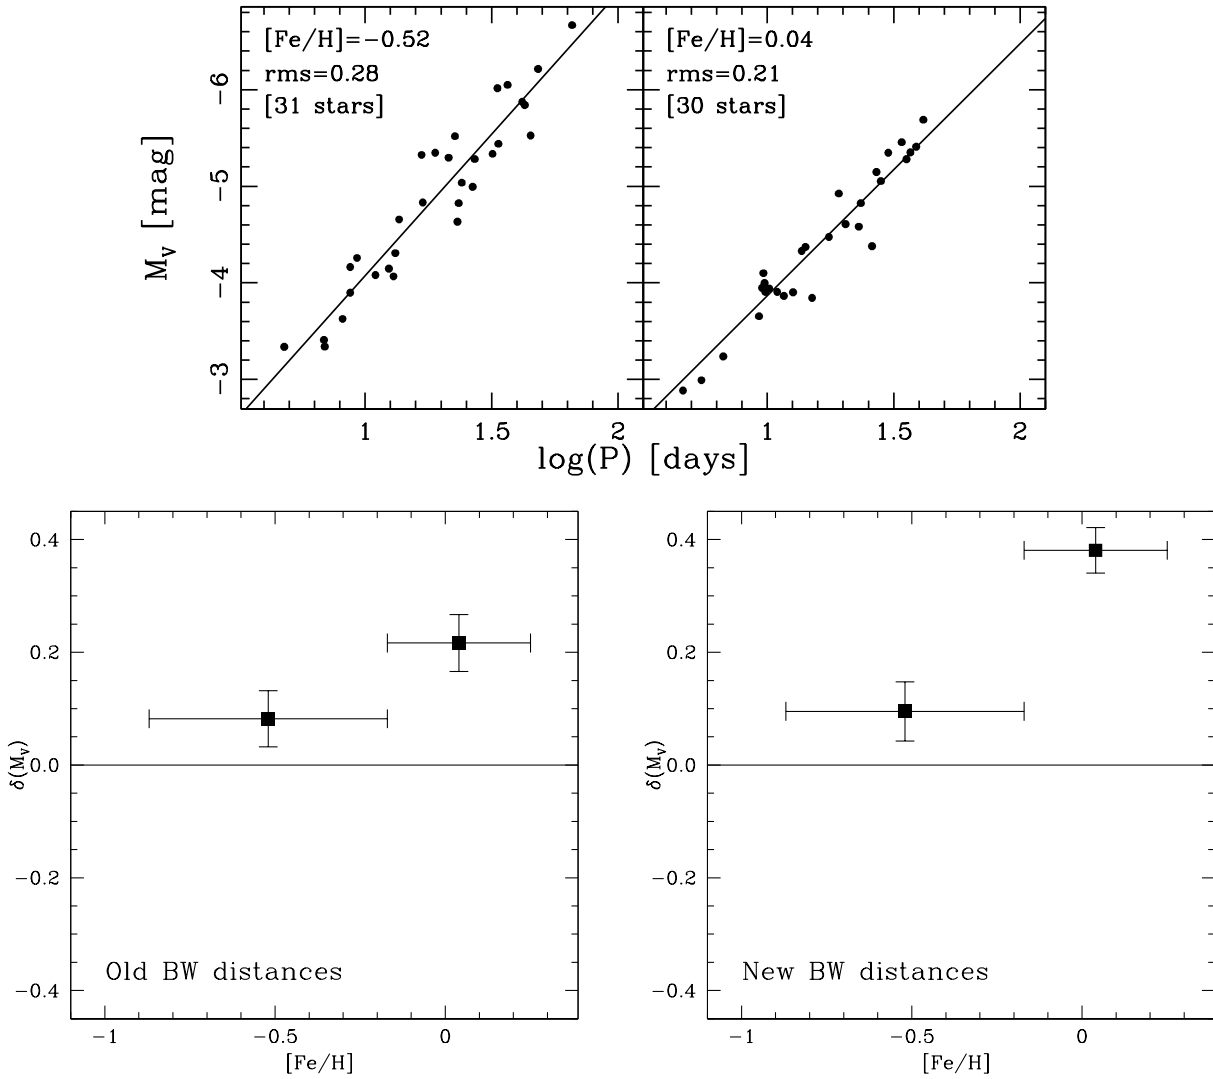 [Fe/H]=−0.52
rms=0.28
[31 stars]
[Fe/H]=0.04
rms=0.21
[30 stars]
M_V [mag]
-6
-5
-4
-3
1
1.5
2
1
1.5
2
log(P) [days]
0.4
0.2
0.0
−0.2
−0.4
δ(M_V)
Old BW distances
−1
−0.5
0
[Fe/H]
0.4
0.2
0.0
−0.2
−0.4
δ(M_V)
New BW distances
−1
−0.5
0
[Fe/H]